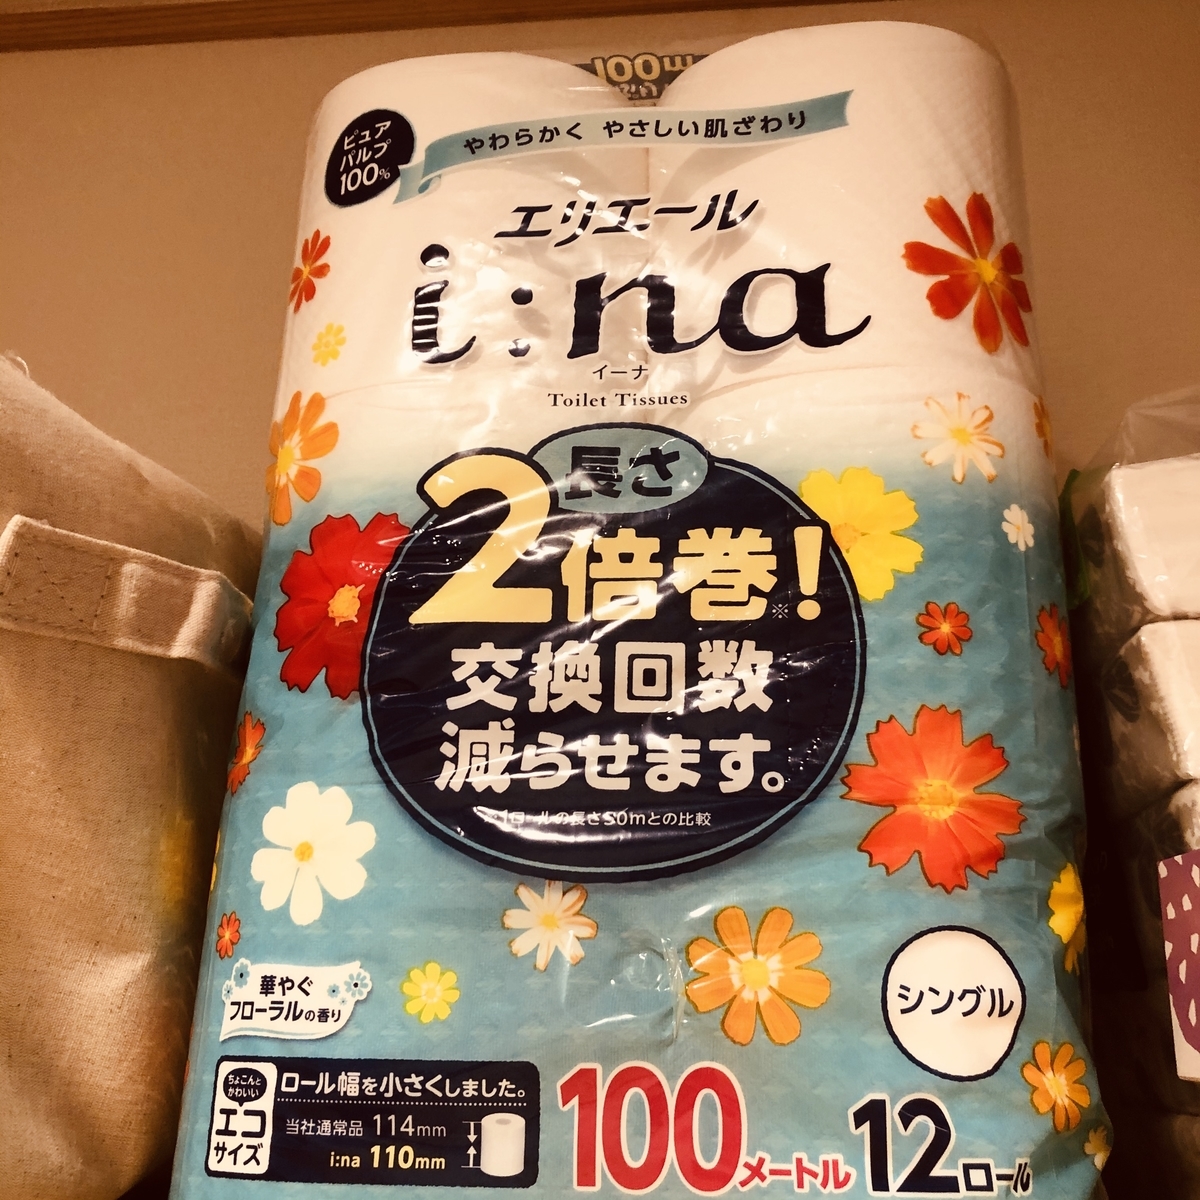 100m
ピュア
パルプ
100%
やわらかく やさしい肌ざわり
エリエール
i:na
イーナ
Toilet Tissues
長さ
2倍巻!
※
交換回数
減らせます。
※1ロールの長さ50mとの比較
華やぐ
フローラルの香り
シングル
ちょこんと
かわいい
エコ
サイズ
ロール幅を小さくしました。
当社通常品 114mm
i:na 110mm
100メートル 12ロール